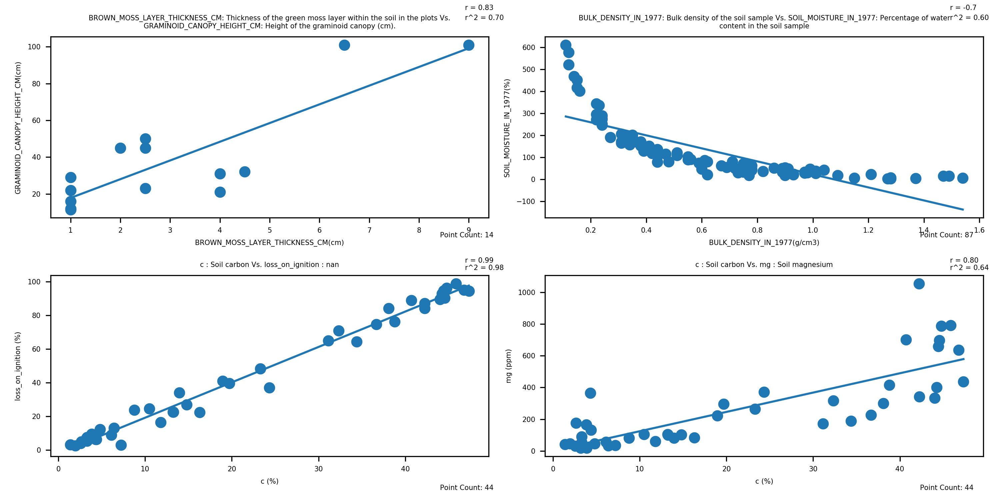 r = 0.83
BROWN_MOSS_LAYER_THICKNESS_CM: Thickness of the green moss layer within the soil in the plots Vs.
r^2 = 0.70
GRAMINOID_CANOPY_HEIGHT_CM: Height of the graminoid canopy (cm).
GRAMINOID_CANOPY_HEIGHT_CM(cm)
100
80
60
40
20
1 2 3 4 5 6 7 8 9
Point Count: 14
BROWN_MOSS_LAYER_THICKNESS_CM(cm)
r = -0.7
BULK_DENSITY_IN_1977: Bulk density of the soil sample Vs. SOIL_MOISTURE_IN_1977: Percentage of water
r^2 = 0.60
content in the soil sample
SOIL_MOISTURE_IN_1977(%)
600
500
400
300
200
100
0
−100
0.2 0.4 0.6 0.8 1.0 1.2 1.4 1.6
Point Count: 87
BULK_DENSITY_IN_1977(g/cm3)
r = 0.99
c : Soil carbon Vs. loss_on_ignition : nan
r^2 = 0.98
loss_on_ignition (%)
100
80
60
40
20
0
0 10 20 30 40
c (%)
Point Count: 44
r = 0.80
c : Soil carbon Vs. mg : Soil magnesium
r^2 = 0.64
mg (ppm)
1000
800
600
400
200
0
0 10 20 30 40
c (%)
Point Count: 44